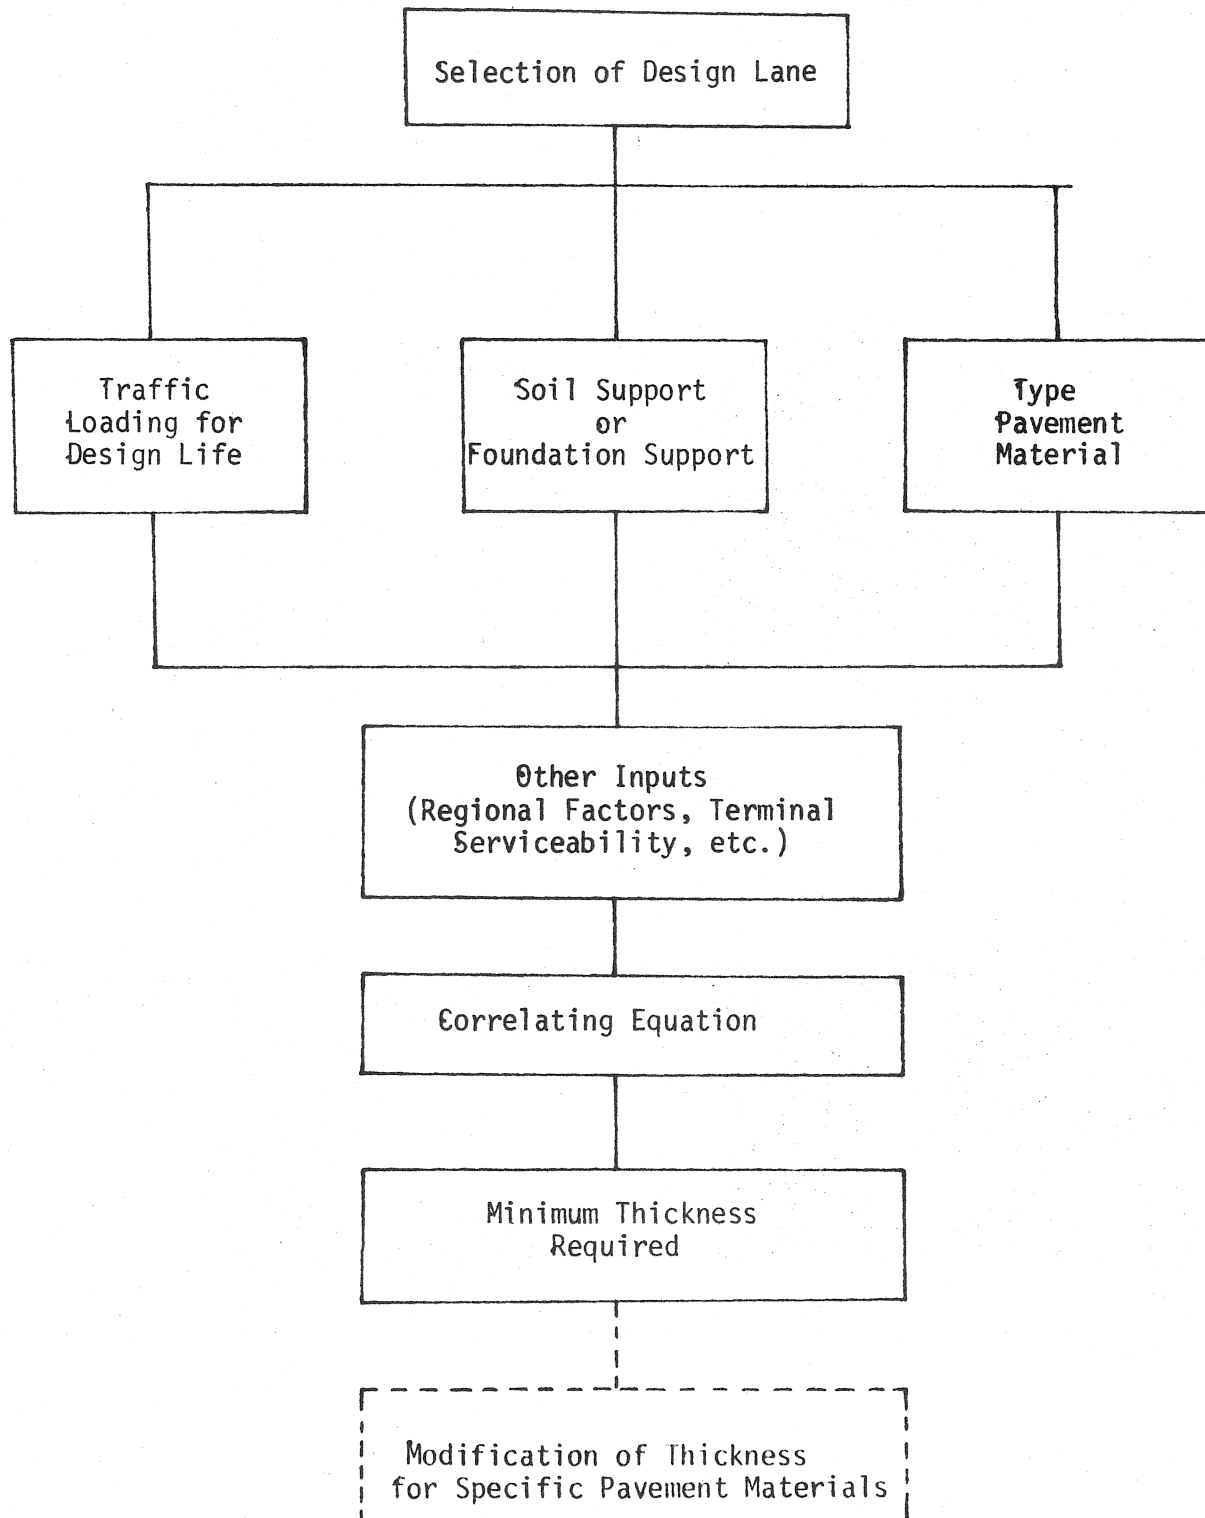 Selection of Design Lane
Traffic
Loading for
Design Life
Soil Support
or
Foundation Support
Type
Pavement
Material
Other Inputs
(Regional Factors, Terminal
Serviceability, etc.)
Correlating Equation
Minimum Thickness
Required
Modification of Thickness
for Specific Pavement Materials